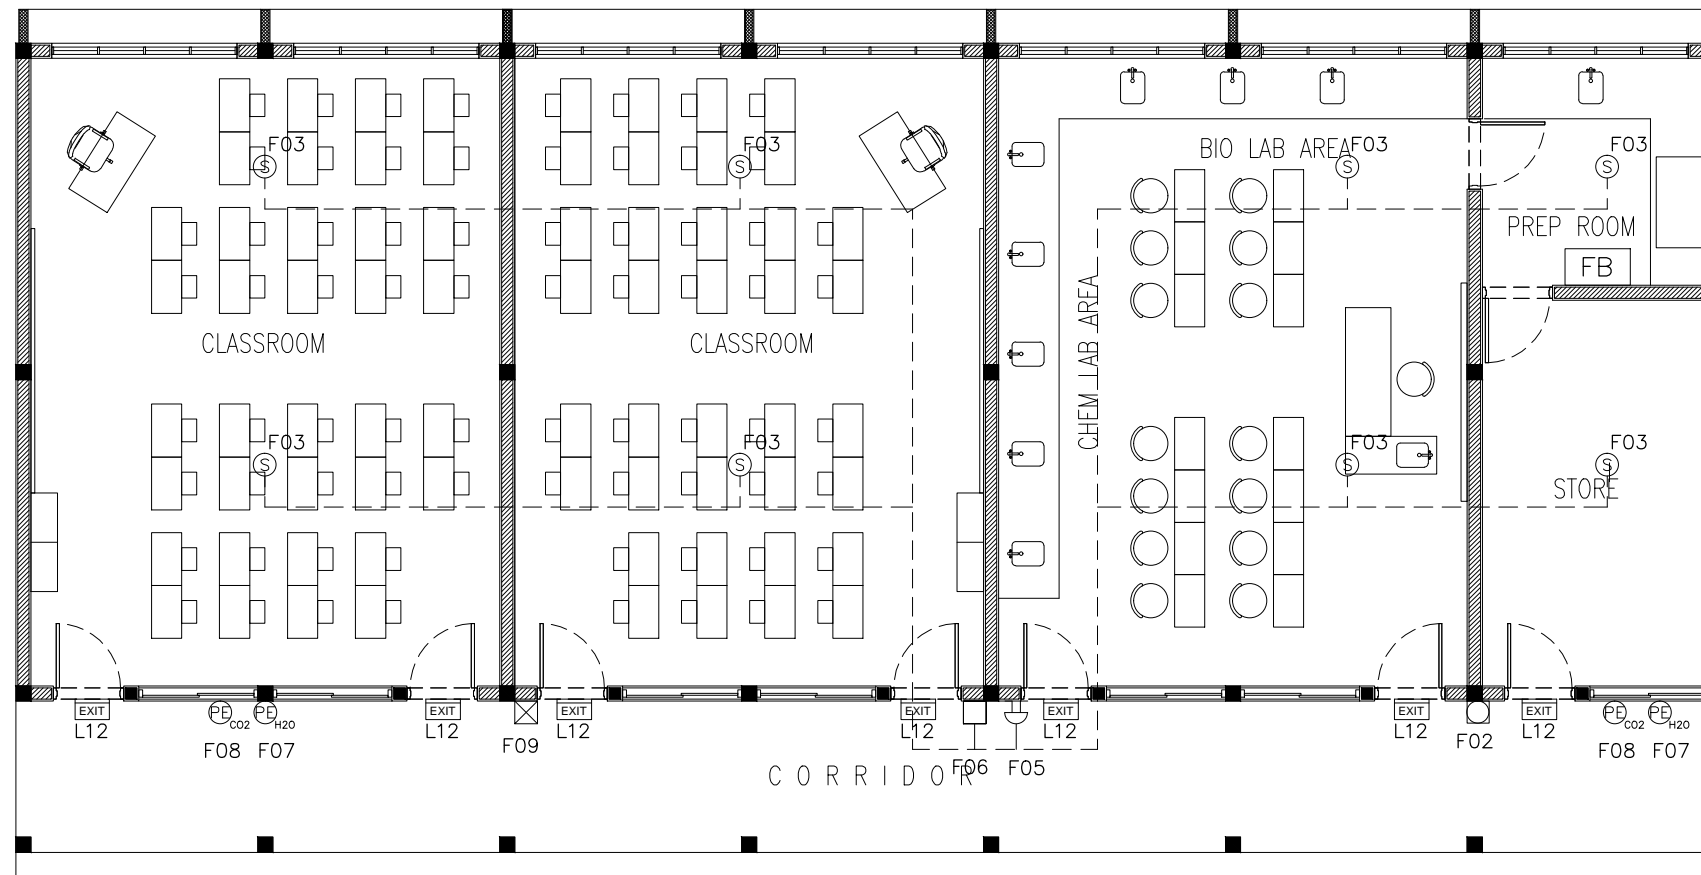 F03
F03
BIO LAB AREA
F03
F03
S
S
S
S
PREP ROOM
FB
CHEM LAB AREA
CLASSROOM
CLASSROOM
F03
F03
F03
F03
S
S
S
S
STORE
EXIT
L12
PE CO2
F08
PE H2O
F07
EXIT
L12
F09
EXIT
L12
EXIT
L12
F06
F05
EXIT
L12
EXIT
L12
F02
EXIT
L12
PE CO2
F08
PE H2O
F07
CORRIDOR